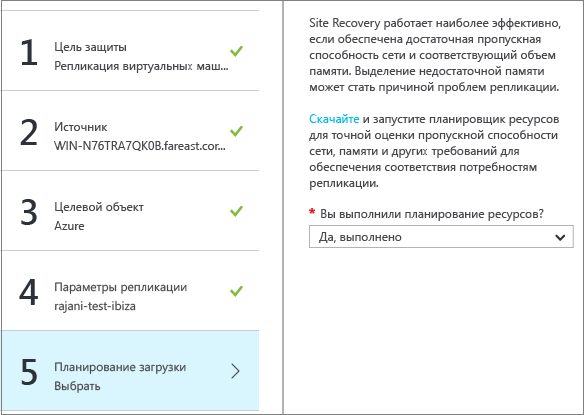 1
Цель защиты
Репликация виртуальных маш...
2
Источник
WIN-N76TRA7QK0B.fareast.cor...
3
Целевой объект
Azure
4
Параметры репликации
rajani-test-ibiza
5
Планирование загрузки
Выбрать
Site Recovery работает наиболее эффективно,
если обеспечена достаточная пропускная
способность сети и соответствующий объем
памяти. Выделение недостаточной памяти
может стать причиной проблем репликации.
Скачайте и запустите планировщик ресурсов
для точной оценки пропускной способности
сети, памяти и других требований для
обеспечения соответствия потребностям
репликации.
* Вы выполнили планирование ресурсов?
Да, выполнено